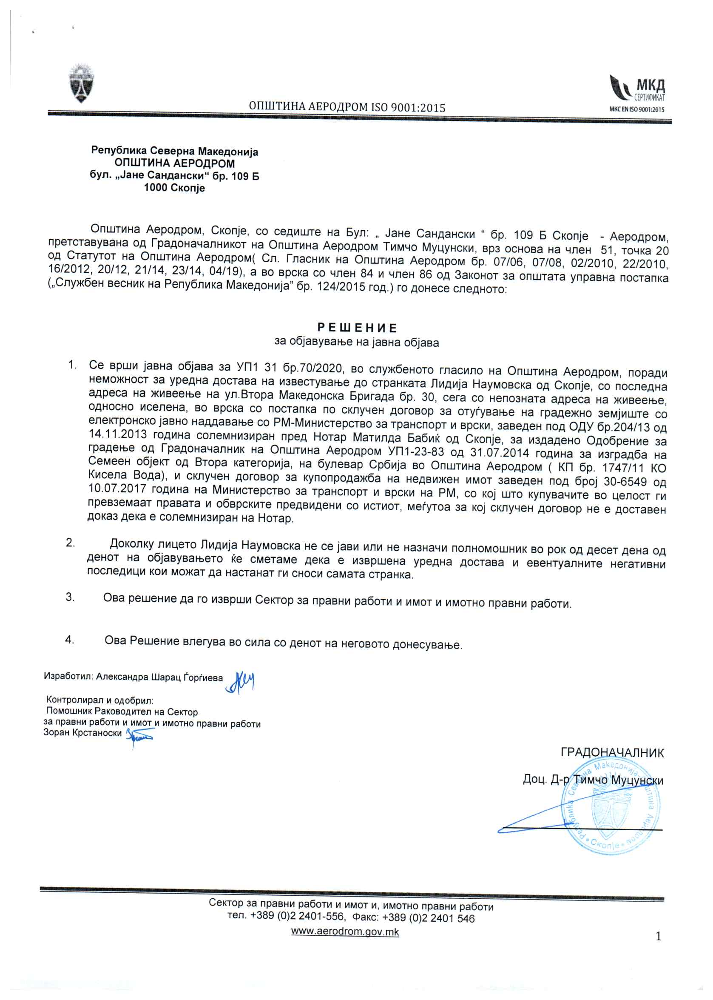 ОПШТИНА АЕРОДРОМ ISO 9001:2015
МКД
СЕРТИФИКАТ
МКС EN ISO 9001:2015
Република Северна Македонија
ОПШТИНА АЕРОДРОМ
бул. „Јане Сандански“ бр. 109 Б
1000 Скопје
Општина Аеродром, Скопје, со седиште на Бул: „ Јане Сандански “ бр. 109 Б Скопје - Аеродром,
претставувана од Градоначалникот на Општина Аеродром Тимчо Муцунски, врз основа на член 51, точка 20
од Статутот на Општина Аеродром( Сл. Гласник на Општина Аеродром бр. 07/06, 07/08, 02/2010, 22/2010,
16/2012, 20/12, 21/14, 23/14, 04/19), а во врска со член 84 и член 86 од Законот за општата управна постапка
(„Службен весник на Република Македонија” бр. 124/2015 год.) го донесе следното:
Р Е Ш Е Н И Е
за објавување на јавна објава
1. Се врши јавна објава за УП1 31 бр.70/2020, во службеното гласило на Општина Аеродром, поради
неможност за уредна достава на известување до странката Лидија Наумовска од Скопје, со последна
адреса на живеење на ул.Втора Македонска Бригада бр. 30, сега со непозната адреса на живеење,
односно иселена, во врска со постапка по склучен договор за отуѓување на градежно земјиште со
електронско јавно наддавање со РМ-Министерство за транспорт и врски, заведен под ОДУ бр.204/13 од
14.11.2013 година солемнизиран пред Нотар Матилда Бабиќ од Скопје, за издадено Одобрение за
градење од Градоначалник на Општина Аеродром УП1-23-83 од 31.07.2014 година за изградба на
Семеен објект од Втора категорија, на булевар Србија во Општина Аеродром ( КП бр. 1747/11 КО
Кисела Вода), и склучен договор за купопродажба на недвижен имот заведен под број 30-6549 од
10.07.2017 година на Министерство за транспорт и врски на РМ, со кој што купувачите во целост ги
превземаат правата и обврските предвидени со истиот, меѓутоа за кој склучен договор не е доставен
доказ дека е солемнизиран на Нотар.
2. Доколку лицето Лидија Наумовска не се јави или не назначи полномошник во рок од десет дена од
денот на објавувањето ќе сметаме дека е извршена уредна достава и евентуалните негативни
последици кои можат да настанат ги сноси самата странка.
3. Ова решение да го изврши Сектор за правни работи и имот и имотно правни работи.
4. Ова Решение влегува во сила со денот на неговото донесување.
Изработил: Александра Шарац Ѓорѓиева
Контролирал и одобрил:
Помошник Раководител на Сектор
за правни работи и имот и имотно правни работи
Зоран Крстаноски
ГРАДОНАЧАЛНИК
Доц. Д-р Тимчо Муцунски
Република Северна Македонија-Општина Аеродром • Скопје •
Сектор за правни работи и имот и, имотно правни работи
тел. +389 (0)2 2401-556, Факс: +389 (0)2 2401 546
www.aerodrom.gov.mk
1